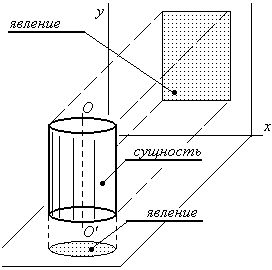 y
явление
O
x
сущность
явление
O'